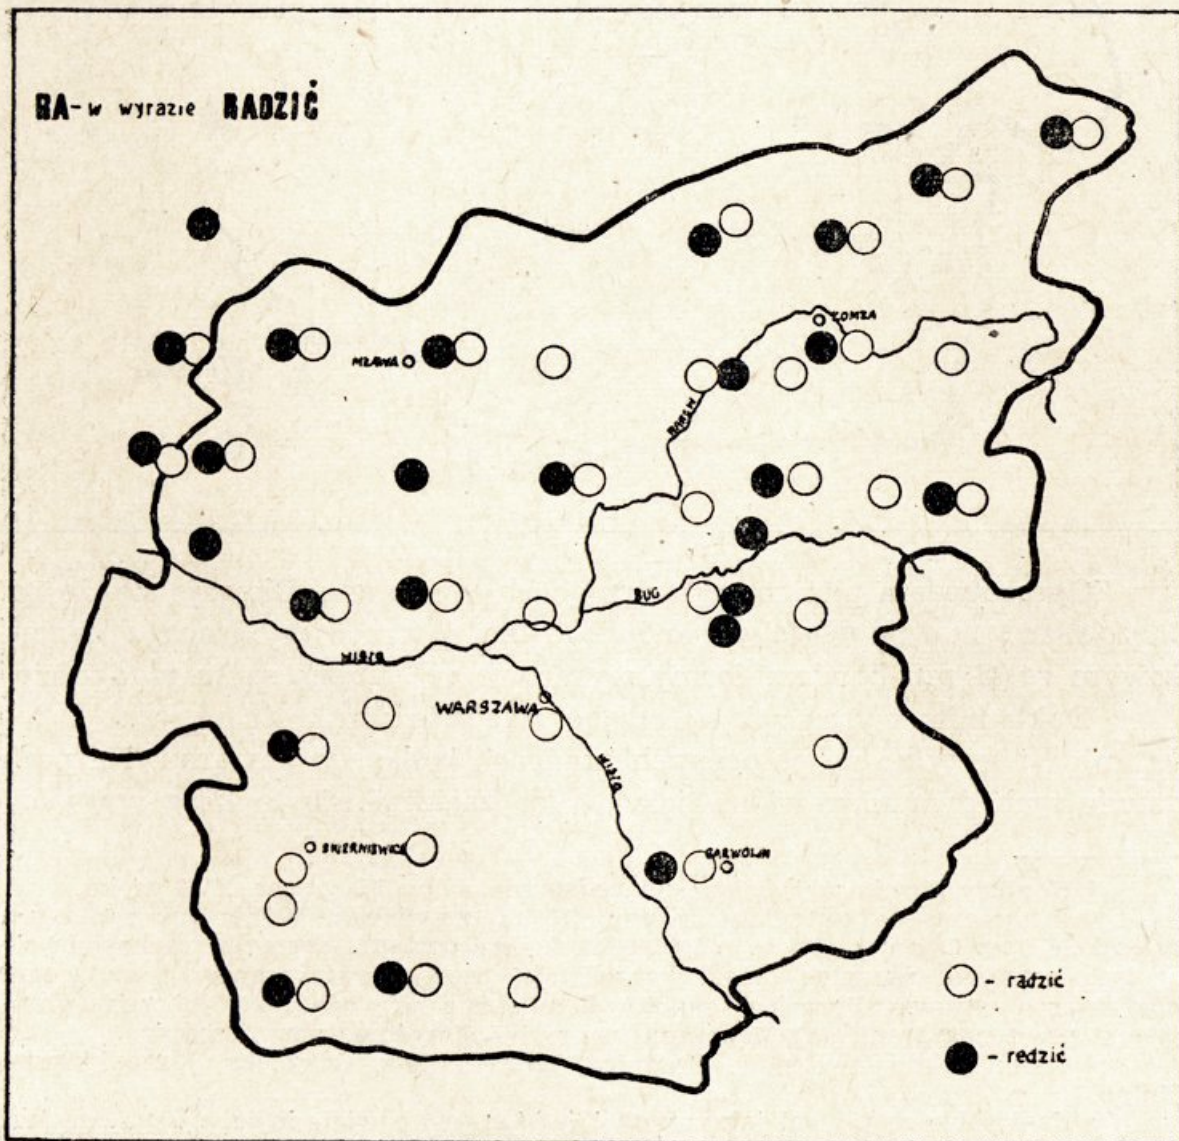 RA- w wyrazie RADZIĆ
ŁOMŻA
MŁAWA
NAREW
BUG
WISŁA
WARSZAWA
WISŁA
SKIERNIEWICE
GARWOLIN
- radzić
- redzić